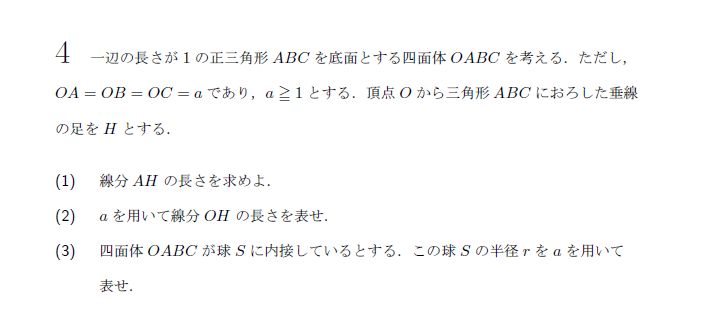 4 一辺の長さが 1 の正三角形 ABC を底面とする四面体 OABC を考える．ただし，
OA = OB = OC = a であり，a ≧ 1 とする．頂点 O から三角形 ABC におろした垂線
の足を H とする．
(1) 線分 AH の長さを求めよ．
(2) a を用いて線分 OH の長さを表せ．
(3) 四面体 OABC が球 S に内接しているとする．この球 S の半径 r を a を用いて
表せ．